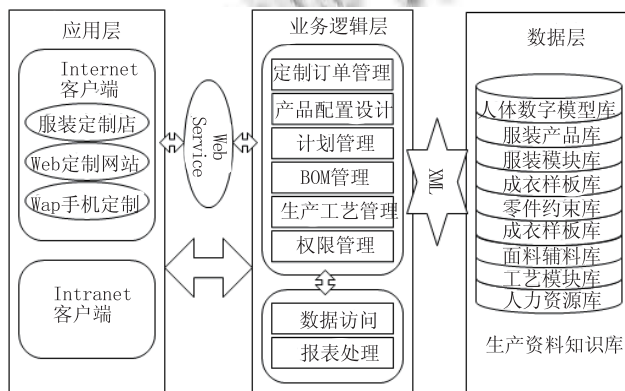 应用层
Internet
客户端
服装定制店
Web定制网站
Wap手机定制
Intranet
客户端
Web
Service
业务逻辑层
定制订单管理
产品配置设计
计划管理
BOM管理
生产工艺管理
权限管理
数据访问
报表处理
XML
数据层
人体数字模型库
服装产品库
服装模块库
成衣样板库
零件约束库
成衣样板库
面料辅料库
工艺模块库
人力资源库
生产资料知识库